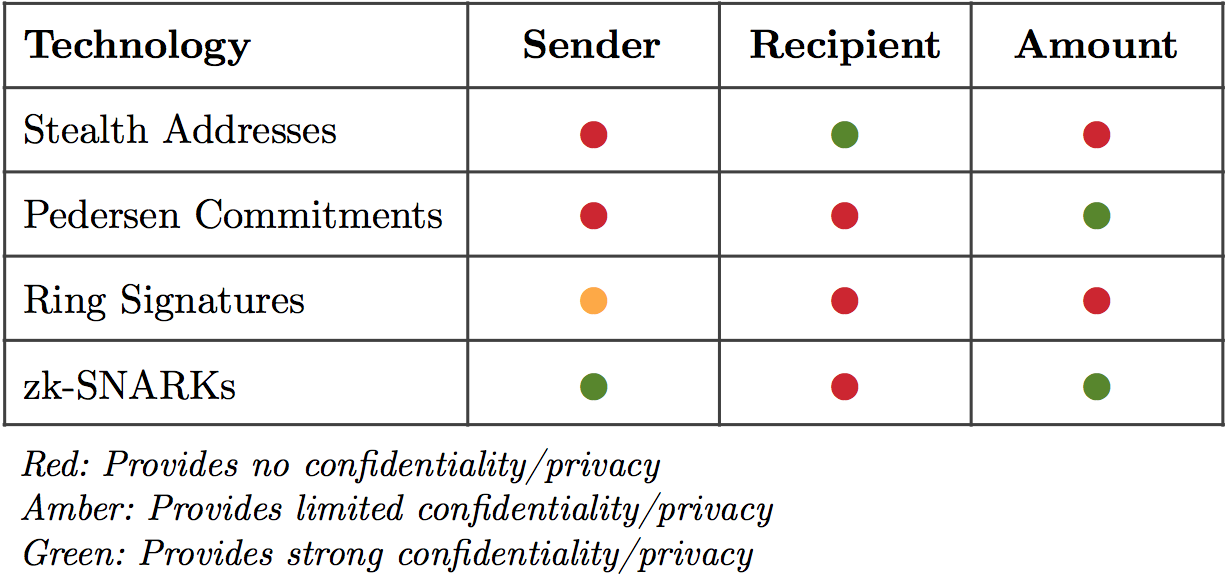 Technology Sender Recipient Amount
Stealth Addresses
Pedersen Commitments
Ring Signatures
zk-SNARKs
Red: Provides no confidentiality/privacy
Amber: Provides limited confidentiality/privacy
Green: Provides strong confidentiality/privacy